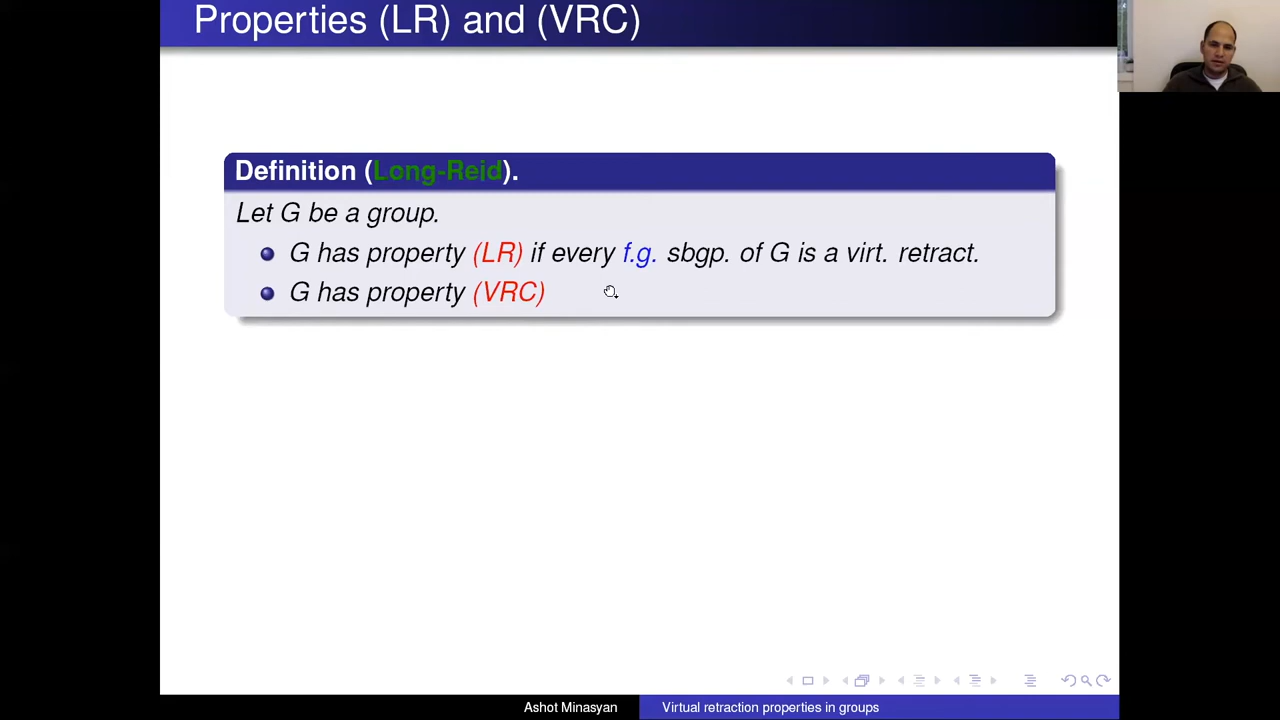 Properties (LR) and (VRC)
Definition (Long-Reid).
Let G be a group.
G has property (LR) if every f.g. sbgp. of G is a virt. retract.
G has property (VRC)
Ashot Minasyan
Virtual retraction properties in groups